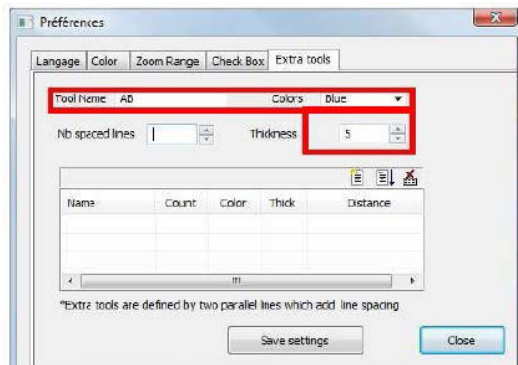 Préférences
Langage Color Zoom Range Check Box Extra tools
Tool Name AB Colors Blue
Nb spaced lines Thickness 5
Name Count Color Thick Distance
*Extra tools are defined by two parallel lines which add line spacing
Save settings Close